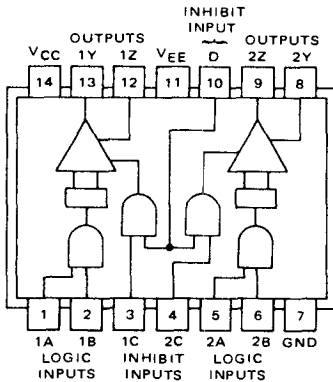 INHIBIT
OUTPUTS INPUT OUTPUTS
VCC 1Y 1Z VEE D 2Z 2Y
14 13 12 11 10 9 8
1 2 3 4 5 6 7
1A 1B 1C 2C 2A 2B GND
LOGIC INHIBIT LOGIC
INPUTS INPUTS INPUTS